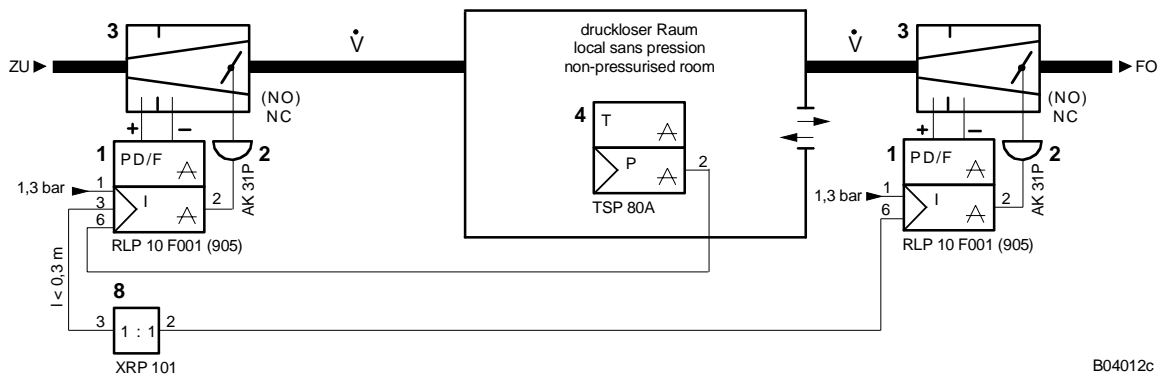 3
druckloser Raum
local sans pression
non-pressurised room
3
ZU
V̇
V̇
FO
(NO)
NC
(NO)
NC
+
–
4
T
P
2
TSP 80A
+
–
1
PD/F
2
AK 31P
1,3 bar
1
3
6
I
2
RLP 10 F001 (905)
1
PD/F
2
AK 31P
1,3 bar
1
6
I
2
RLP 10 F001 (905)
l < 0,3 m
8
3
1 : 1
2
XRP 101
B04012c